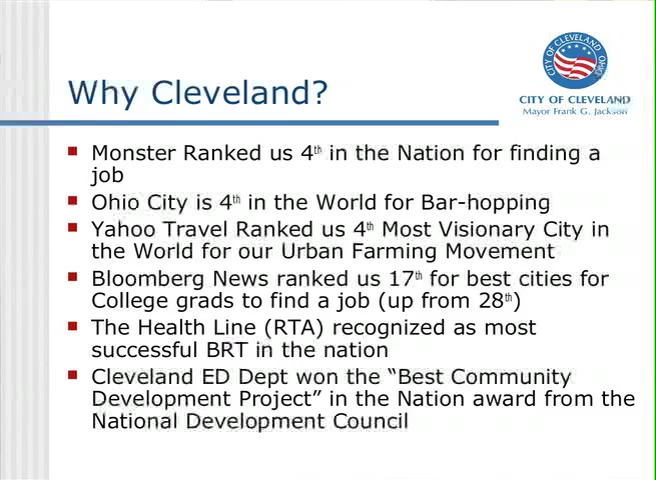 CITY OF CLEVELAND OHIO
CITY OF CLEVELAND
Mayor Frank G. Jackson
Why Cleveland?
Monster Ranked us 4th in the Nation for finding a
job
Ohio City is 4th in the World for Bar-hopping
Yahoo Travel Ranked us 4th Most Visionary City in
the World for our Urban Farming Movement
Bloomberg News ranked us 17th for best cities for
College grads to find a job (up from 28th)
The Health Line (RTA) recognized as most
successful BRT in the nation
Cleveland ED Dept won the “Best Community
Development Project” in the Nation award from the
National Development Council